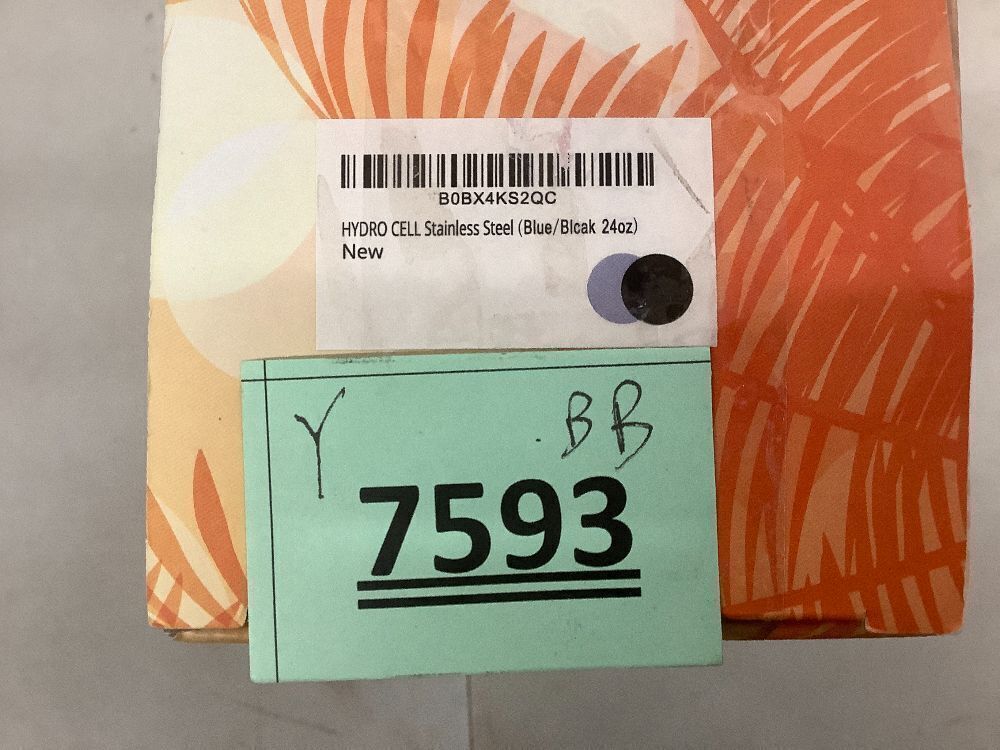 B0BX4KS2QC
HYDRO CELL Stainless Steel (Blue/Blcak 24oz)
New
Y BB
7593